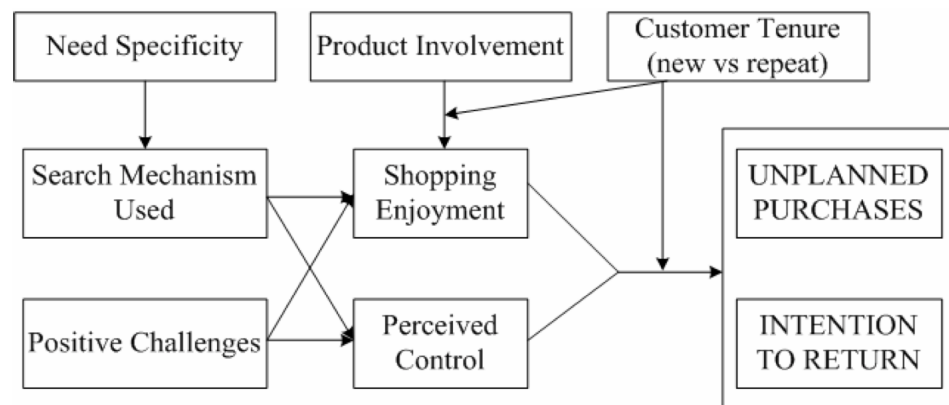 Need Specificity
Product Involvement
Customer Tenure
(new vs repeat)
Search Mechanism
Used
Shopping
Enjoyment
UNPLANNED
PURCHASES
Positive Challenges
Perceived
Control
INTENTION
TO RETURN